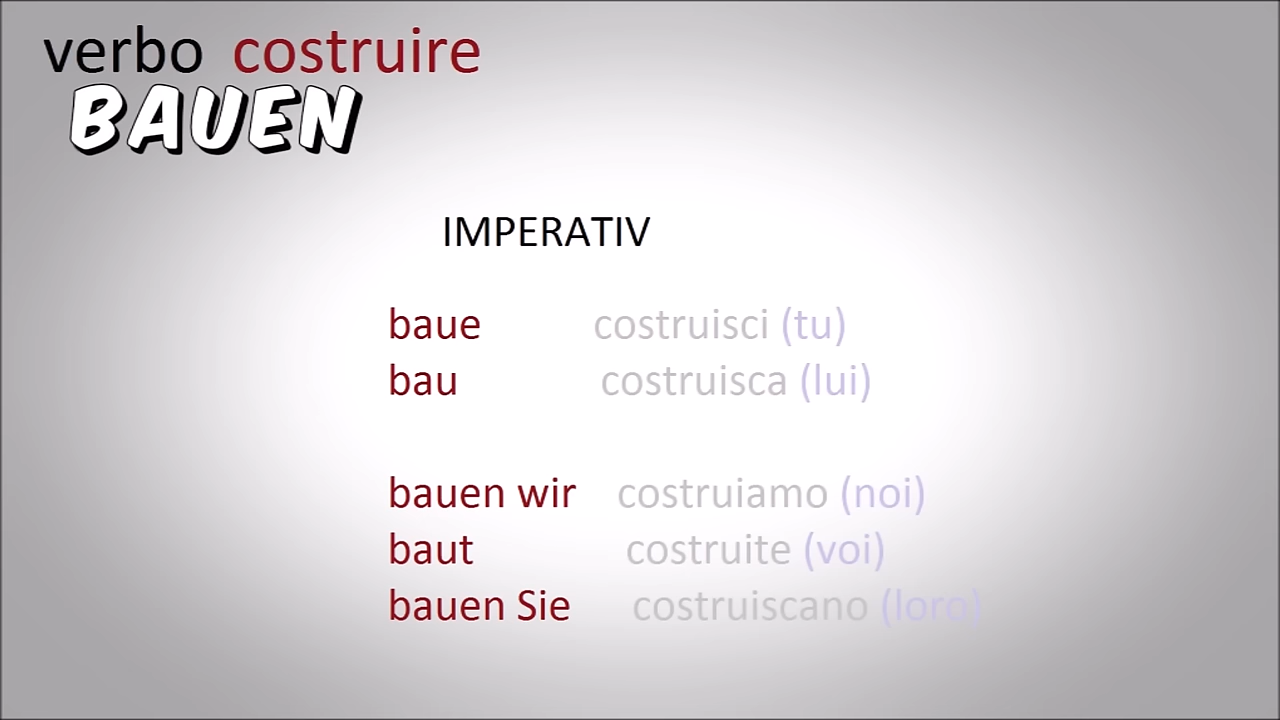 verbo costruire
BAUEN
IMPERATIV
baue costruisci (tu)
bau costruisca (lui)
bauen wir costruiamo (noi)
baut costruite (voi)
bauen Sie costruiscano (loro)